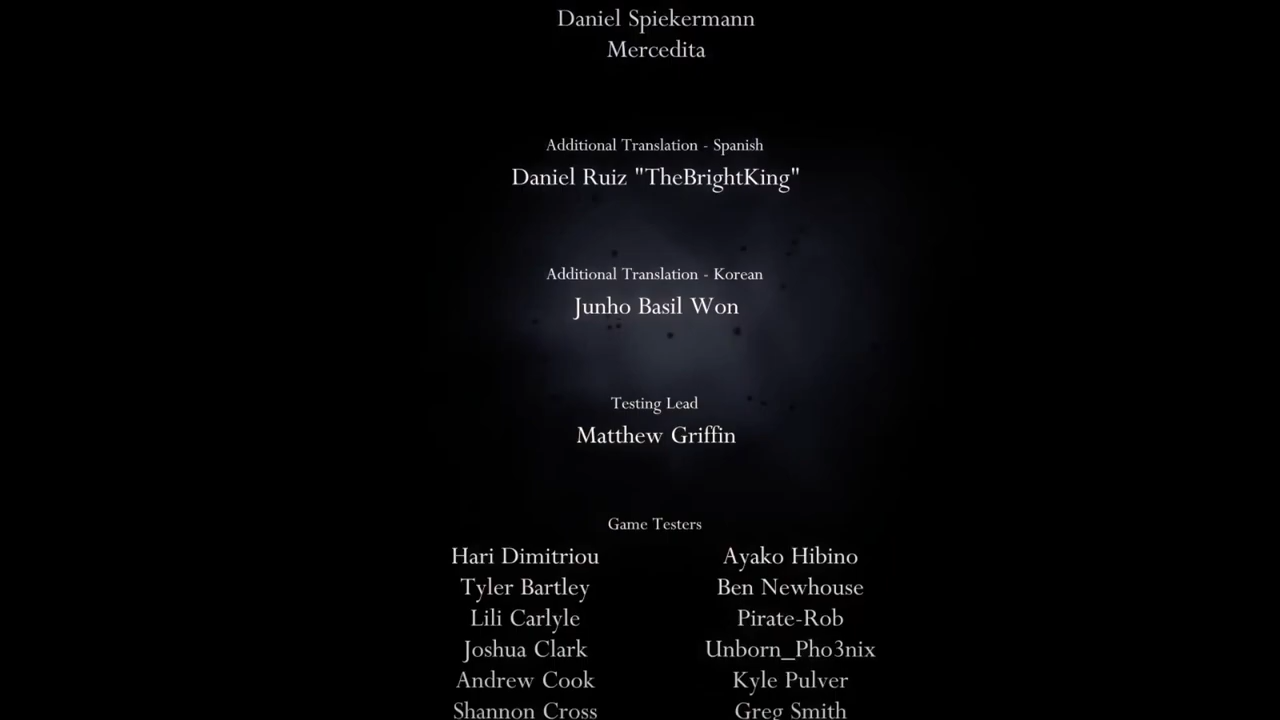 Daniel Spiekermann
Mercedita
Additional Translation - Spanish
Daniel Ruiz "TheBrightKing"
Additional Translation - Korean
Junho Basil Won
Testing Lead
Matthew Griffin
Game Testers
Hari Dimitriou Ayako Hibino
Tyler Bartley Ben Newhouse
Lili Carlyle Pirate-Rob
Joshua Clark Unborn_Pho3nix
Andrew Cook Kyle Pulver
Shannon Cross Greg Smith